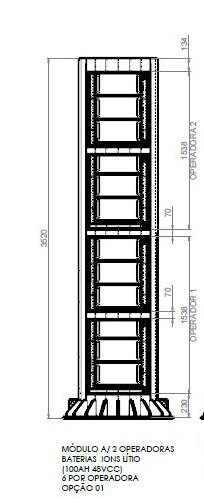 134
1538
OPERADORA 2
3520
70
70
1538
OPERADOR 1
230
MÓDULO A/ 2 OPERADORAS
BATERIAS IONS LÍTIO
(100AH 48VCC)
6 POR OPERADORA
OPÇÃO 01